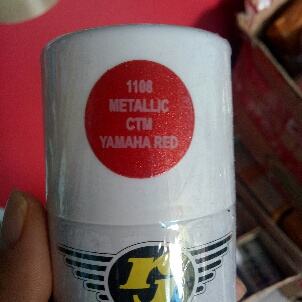 1108
METALLIC
CTM
YAMAHA RED